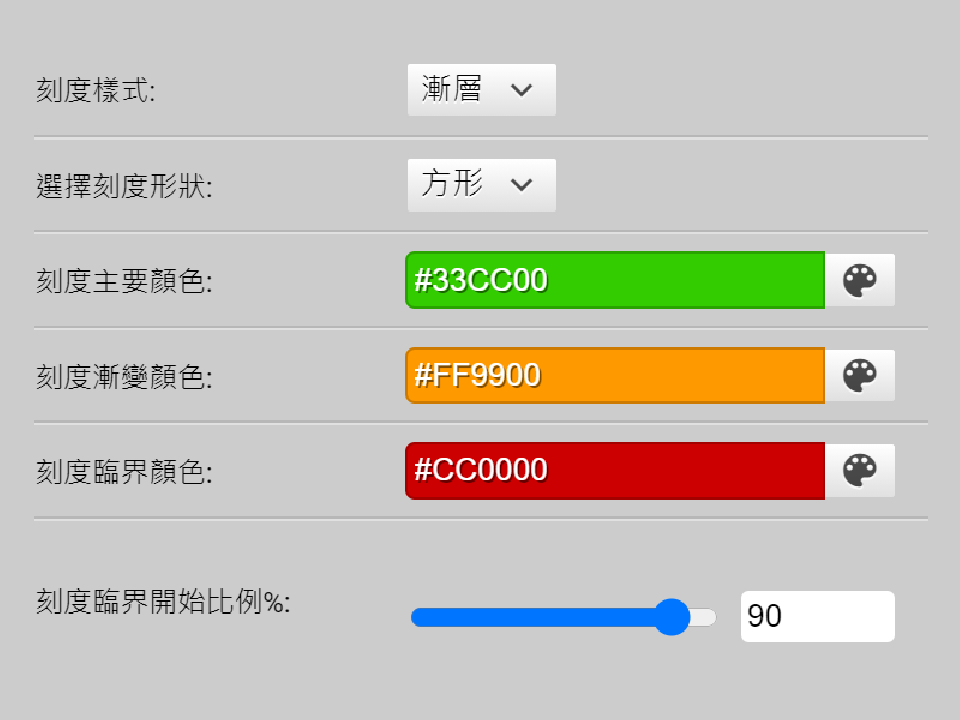 刻度樣式: 漸層
選擇刻度形狀: 方形
刻度主要顏色: #33CC00
刻度漸變顏色: #FF9900
刻度臨界顏色: #CC0000
刻度臨界開始比例%: 90